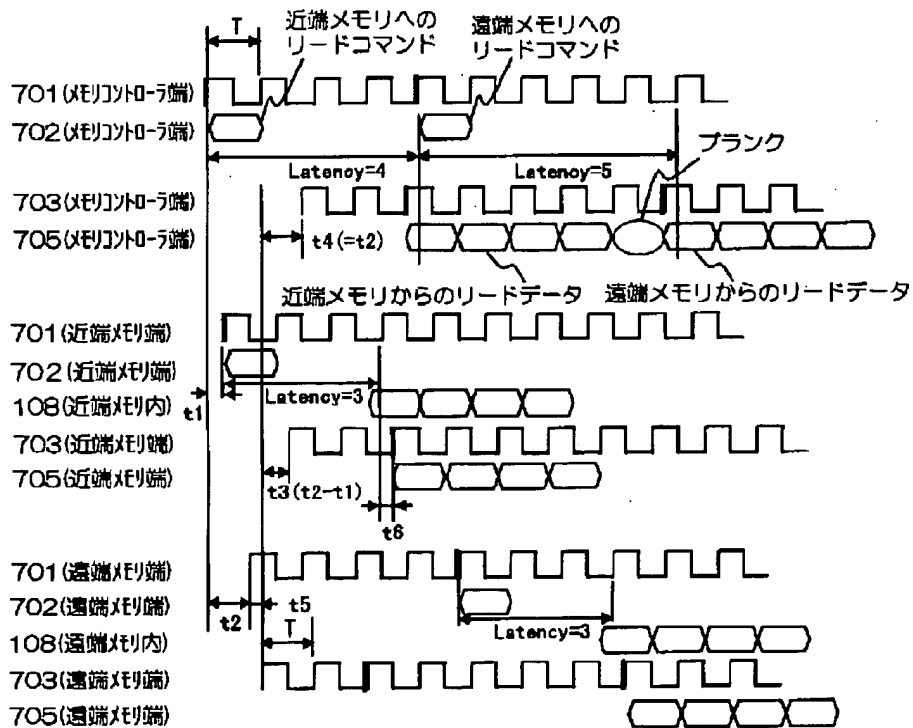 T
近端メモリへの
リードコマンド
遠端メモリへの
リードコマンド
701(メモリコントローラ端)
702(メモリコントローラ端)
ブランク
Latency=4
Latency=5
703(メモリコントローラ端)
705(メモリコントローラ端)
t4(=t2)
近端メモリからのリードデータ
遠端メモリからのリードデータ
701(近端メモリ端)
702(近端メモリ端)
Latency=3
t1
108(近端メモリ内)
703(近端メモリ端)
705(近端メモリ端)
t3(t2-t1)
t6
701(遠端メモリ端)
702(遠端メモリ端)
t2
t5
T
Latency=3
108(遠端メモリ内)
703(遠端メモリ端)
705(遠端メモリ端)